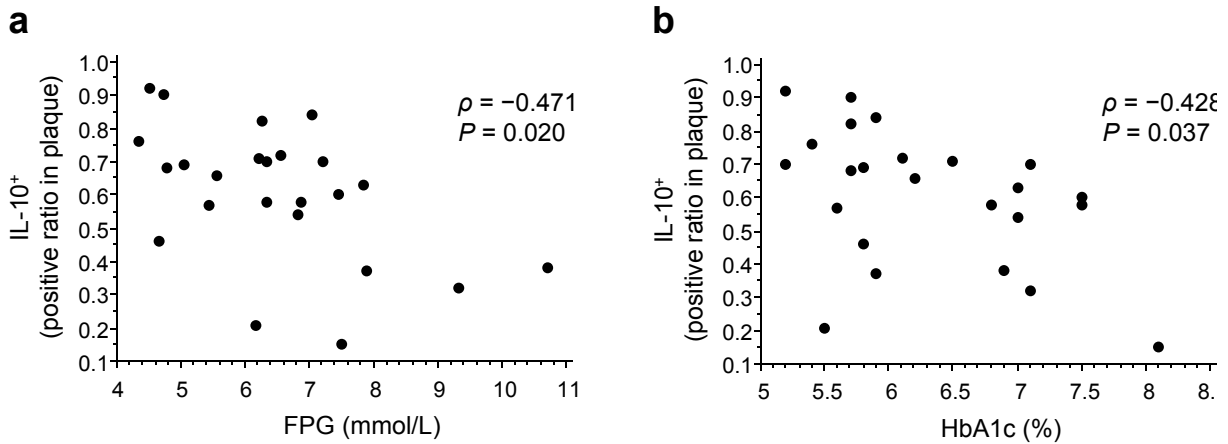 a
IL-10⁺
(positive ratio in plaque)
1.0
0.9
0.8
0.7
0.6
0.5
0.4
0.3
0.2
0.1
ρ = −0.471
P = 0.020
4 5 6 7 8 9 10 11
FPG (mmol/L)
b
IL-10⁺
(positive ratio in plaque)
1.0
0.9
0.8
0.7
0.6
0.5
0.4
0.3
0.2
0.1
ρ = −0.428
P = 0.037
5 5.5 6 6.5 7 7.5 8 8.
HbA1c (%)